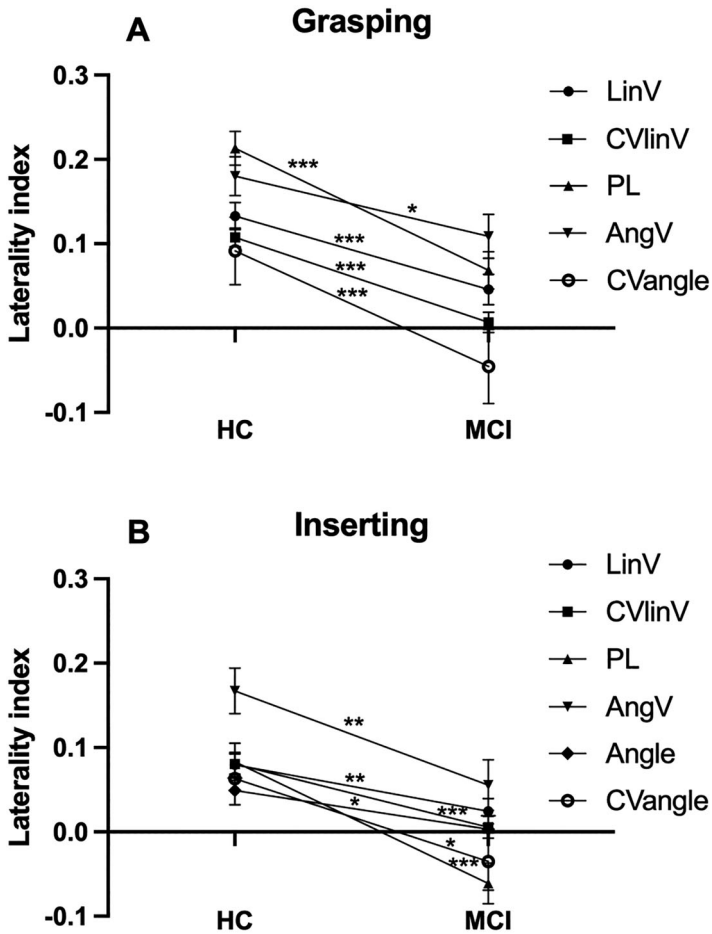 A
Grasping
Laterality index
0.3
0.2
0.1
0.0
-0.1
***
*
***
***
***
HC
MCI
LinV
CVlinV
PL
AngV
CVangle
B
Inserting
Laterality index
0.3
0.2
0.1
0.0
-0.1
**
**
*
***
*
***
HC
MCI
LinV
CVlinV
PL
AngV
Angle
CVangle